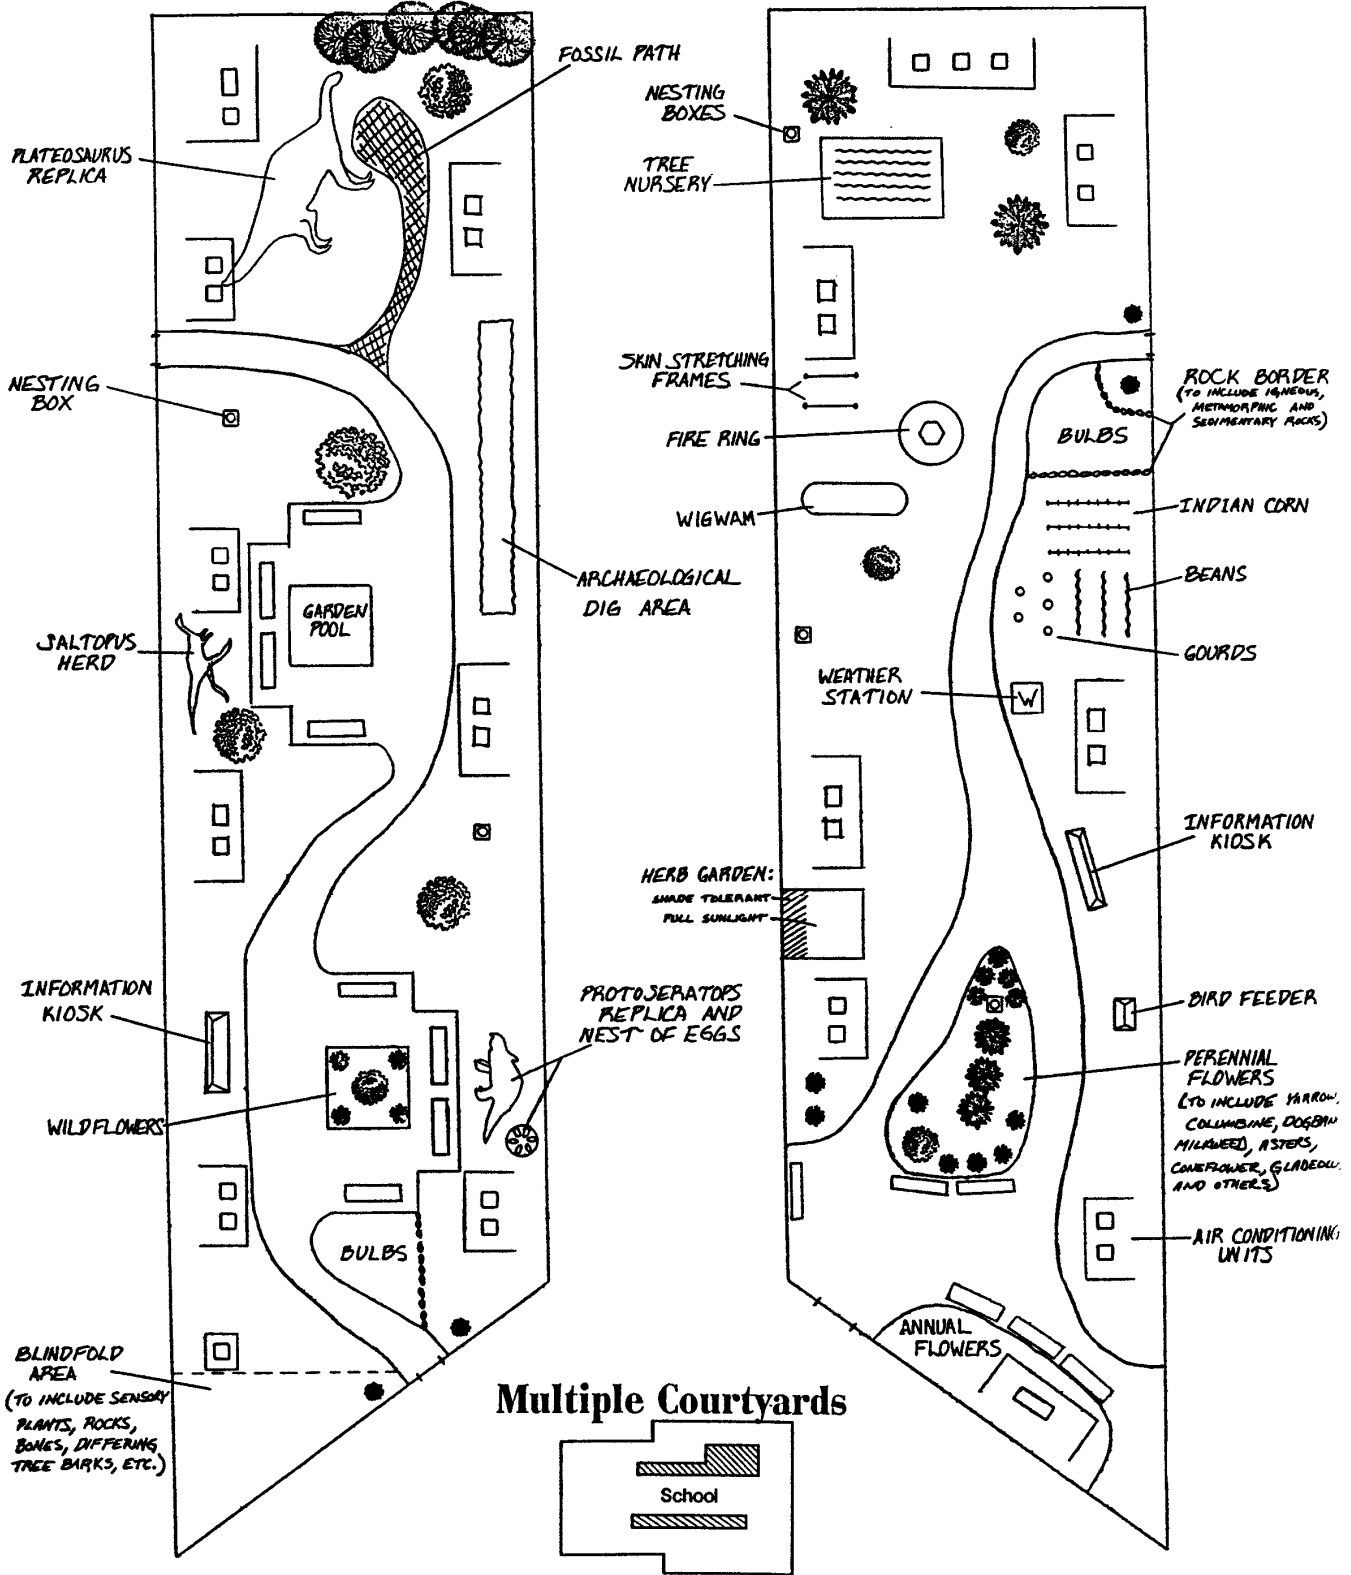 FOSSIL PATH
PLATEOSAURUS
REPLICA
NESTING
BOX
GARDEN
POOL
SALTOPUS
HERD
ARCHAEOLOGICAL
DIG AREA
INFORMATION
KIOSK
WILDFLOWERS
PROTOSERATOPS
REPLICA AND
NEST OF EGGS
BULBS
BLINDFOLD
AREA
(TO INCLUDE SENSORY
PLANTS, ROCKS,
BONES, DIFFERING
TREE BARKS, ETC.)
NESTING
BOXES
TREE
NURSERY
SKIN STRETCHING
FRAMES
FIRE RING
WIGWAM
ROCK BORDER
(TO INCLUDE IGNEOUS,
METAMORPHIC AND
SEDIMENTARY ROCKS)
BULBS
INDIAN CORN
BEANS
GOURDS
WEATHER
STATION
W
INFORMATION
KIOSK
HERB GARDEN:
SHADE TOLERANT
FULL SUNLIGHT
BIRD FEEDER
PERENNIAL
FLOWERS
(TO INCLUDE YARROW,
COLUMBINE, DOGBAN
MILKWEED, ASTERS,
CONEFLOWER, GLADEOLU
AND OTHERS)
AIR CONDITIONING
UNITS
ANNUAL
FLOWERS
Multiple Courtyards
School